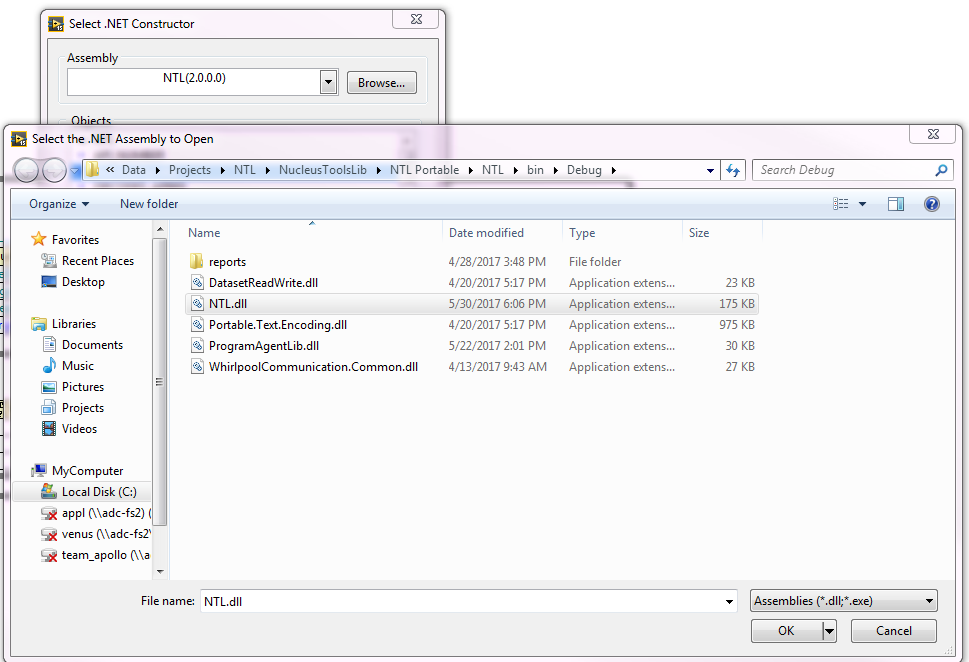 Select .NET Constructor
Assembly
NTL(2.0.0.0)
Browse...
Objects
Select the .NET Assembly to Open
« Data Projects NTL NucleusToolsLib NTL Portable NTL bin Debug
Search Debug
Organize New folder
Name Date modified Type Size
Favorites
Recent Places
Desktop
Libraries
Documents
Music
Pictures
Projects
Videos
MyComputer
Local Disk (C:)
appl (\\adc-fs2) (
venus (\\adc-fs2\
team_apollo (\\a
reports 4/28/2017 3:48 PM File folder
DatasetReadWrite.dll 4/20/2017 5:17 PM Application extens... 23 KB
NTL.dll 5/30/2017 6:06 PM Application extens... 175 KB
Portable.Text.Encoding.dll 4/20/2017 5:17 PM Application extens... 975 KB
ProgramAgentLib.dll 5/22/2017 2:01 PM Application extens... 30 KB
WhirlpoolCommunication.Common.dll 4/13/2017 9:43 AM Application extens... 27 KB
File name: NTL.dll Assemblies (*.dll;*.exe)
OK Cancel